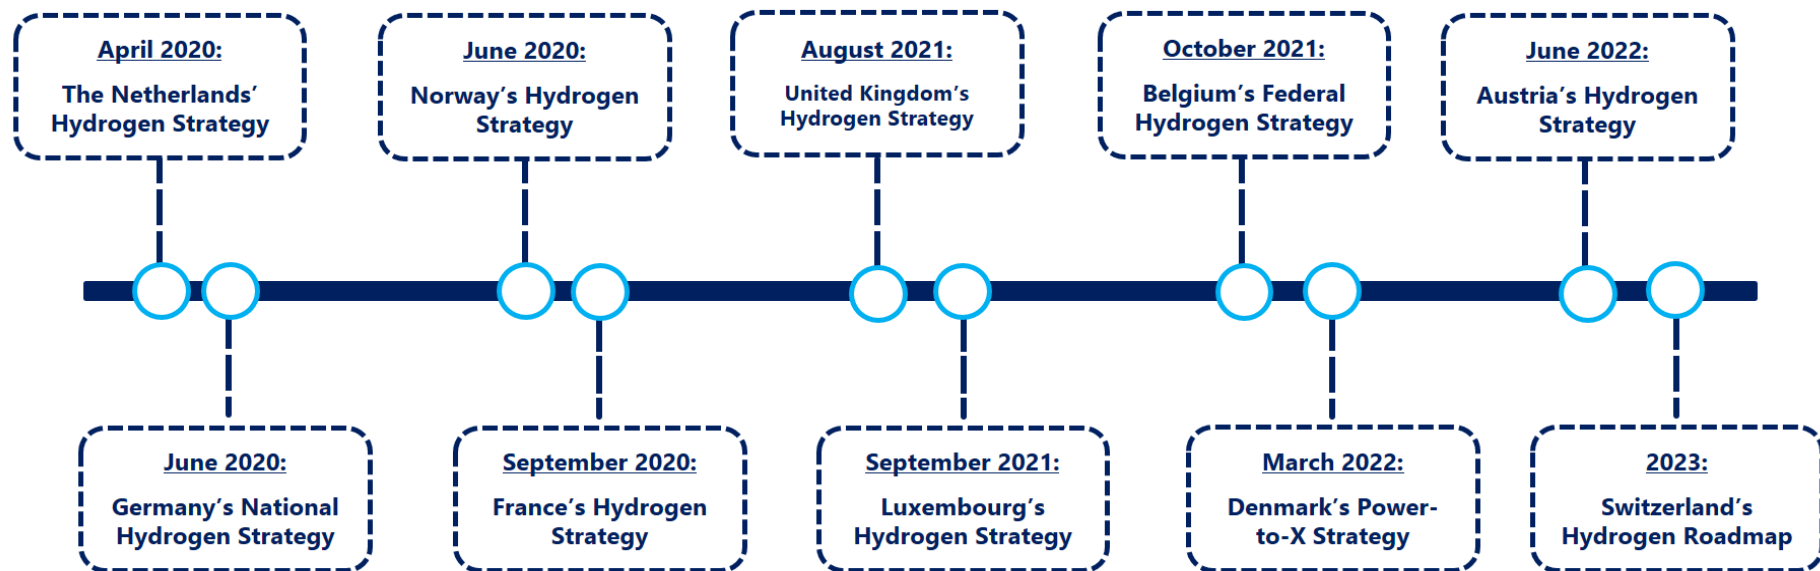 April 2020:
The Netherlands’
Hydrogen Strategy
June 2020:
Norway’s Hydrogen
Strategy
August 2021:
United Kingdom’s
Hydrogen Strategy
October 2021:
Belgium’s Federal
Hydrogen Strategy
June 2022:
Austria’s Hydrogen
Strategy
June 2020:
Germany’s National
Hydrogen Strategy
September 2020:
France’s Hydrogen
Strategy
September 2021:
Luxembourg’s
Hydrogen Strategy
March 2022:
Denmark’s Power-
to-X Strategy
2023:
Switzerland’s
Hydrogen Roadmap